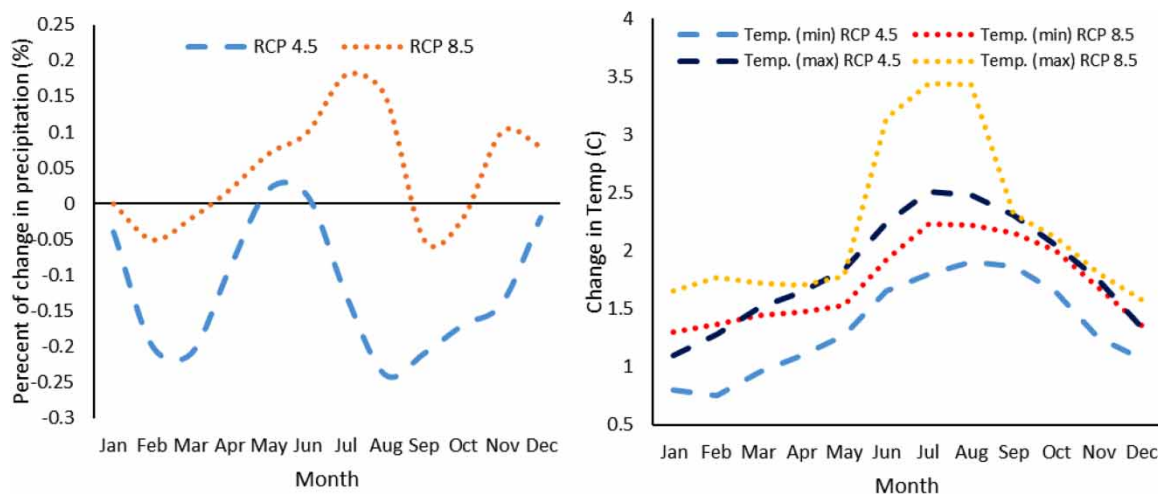 Perecent of change in precipitation (%)
0.25
0.2
0.15
0.1
0.05
0
-0.05
-0.1
-0.15
-0.2
-0.25
-0.3
RCP 4.5 RCP 8.5
Jan Feb Mar Apr May Jun Jul Aug Sep Oct Nov Dec
Month
Change in Temp (C)
4
3.5
3
2.5
2
1.5
1
0.5
Temp. (min) RCP 4.5 Temp. (min) RCP 8.5
Temp. (max) RCP 4.5 Temp. (max) RCP 8.5
Jan Feb Mar Apr May Jun Jul Aug Sep Oct Nov Dec
Month